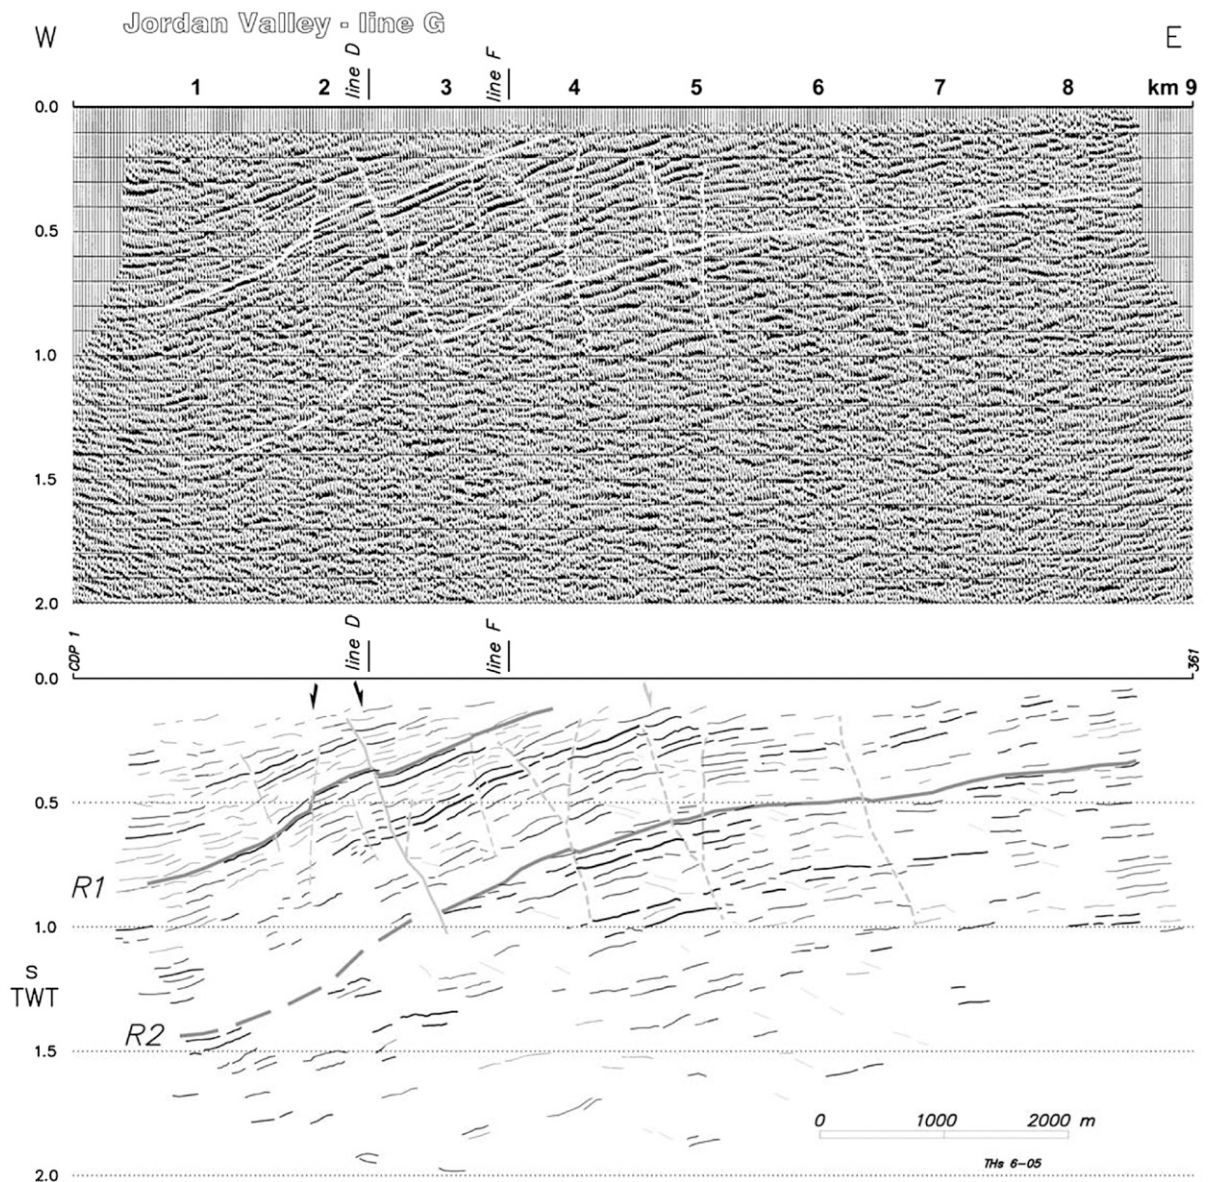 Jordan Valley - line G
W
E
line D
line F
1 2 3 4 5 6 7 8 km 9
0.0
0.5
1.0
1.5
2.0
CDP 1
line D
line F
361
0.0
0.5
R1
1.0
s
TWT
R2
1.5
0 1000 2000 m
THs 6-05
2.0